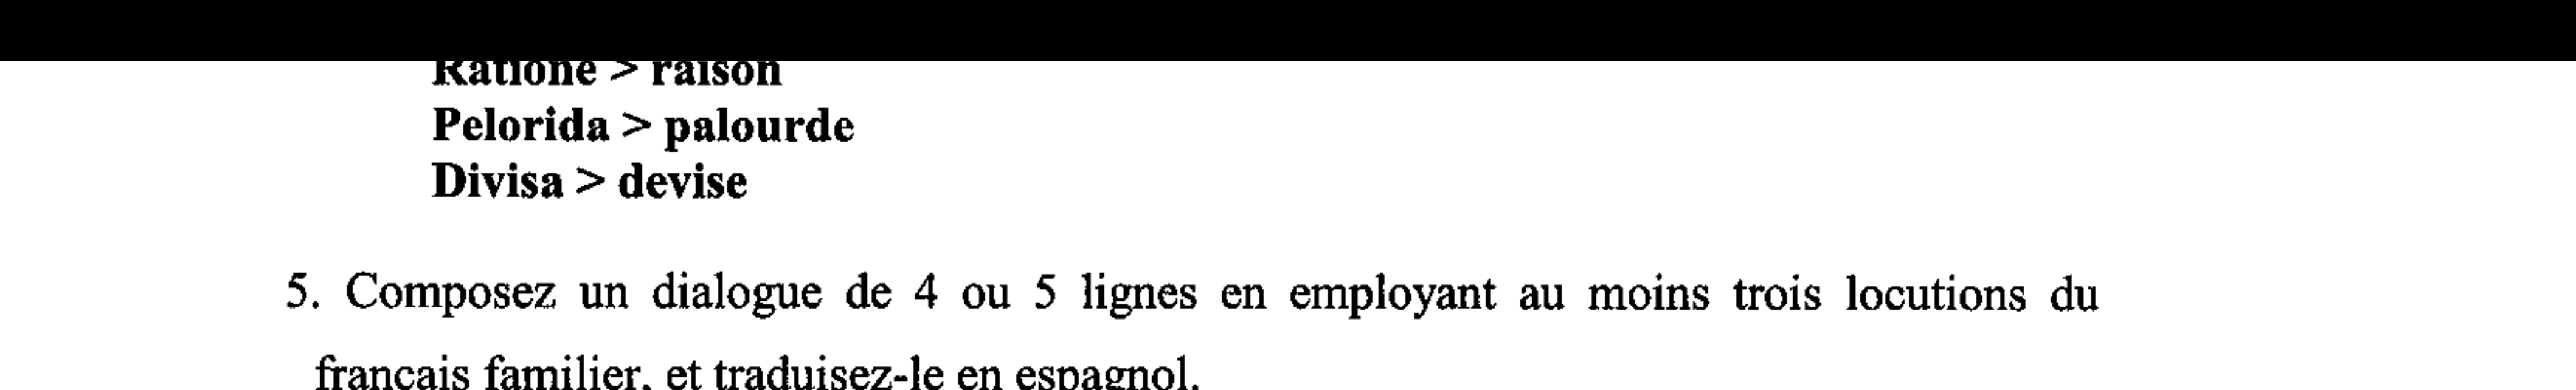 Ratione > raison
Pelorida > palourde
Divisa > devise
5. Composez un dialogue de 4 ou 5 lignes en employant au moins trois locutions du
français familier, et traduisez-le en espagnol.